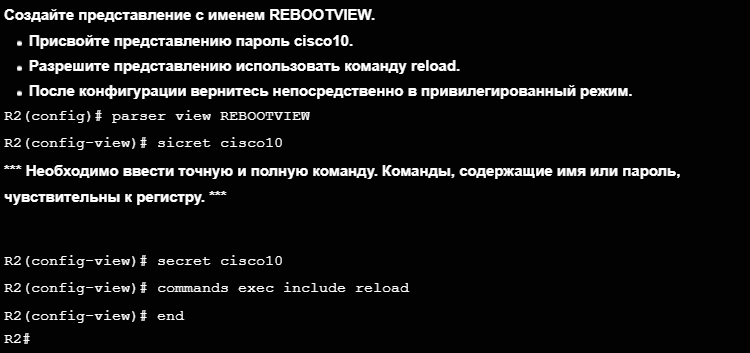 Создайте представление с именем REBOOTVIEW.
• Присвойте представлению пароль cisco10.
• Разрешите представлению использовать команду reload.
• После конфигурации вернитесь непосредственно в привилегированный режим.
R2(config)# parser view REBOOTVIEW
R2(config-view)# sicret cisco10
*** Необходимо ввести точную и полную команду. Команды, содержащие имя или пароль,
чувствительны к регистру. ***
R2(config-view)# secret cisco10
R2(config-view)# commands exec include reload
R2(config-view)# end
R2#